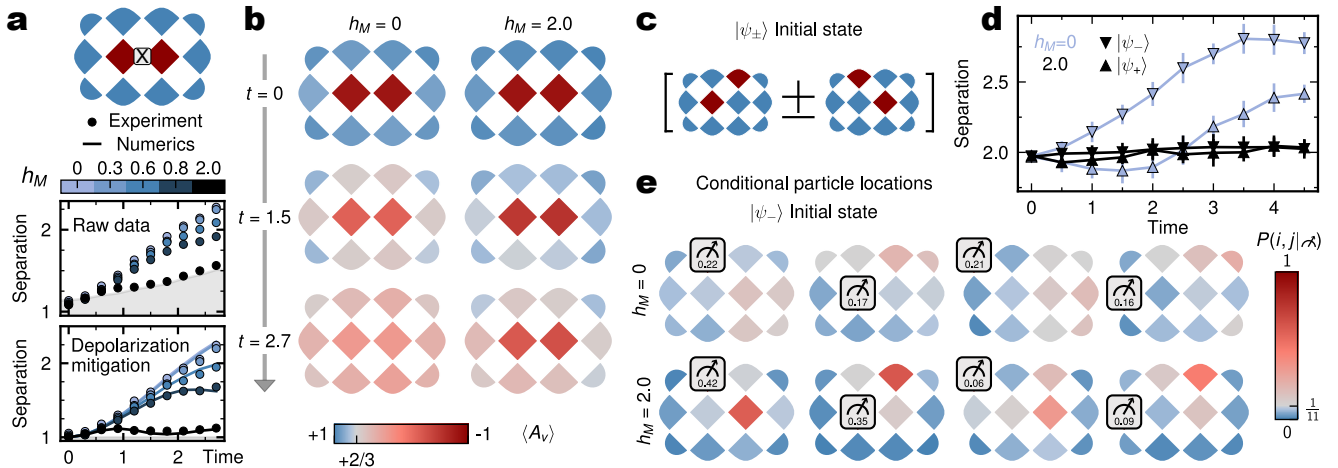 a
X
Experiment
Numerics
h_M
0 0.3 0.6 0.8 2.0
Raw data
Separation
2
1
Depolarization
mitigation
Separation
2
1
0 1 2 Time
b
h_M = 0 h_M = 2.0
t = 0
t = 1.5
t = 2.7
+1 -1 ⟨A_v⟩
+2/3
c
|ψ±⟩ Initial state
[ ± ]
d
h_M=0 |ψ−⟩
2.0 |ψ+⟩
Separation
2.5
2.0
0 1 2 3 4
Time
e
Conditional particle locations
|ψ−⟩ Initial state
P(i, j| )
h_M = 0
0.22 0.17 0.21 0.16
h_M = 2.0
0.42 0.35 0.06 0.09
1
1/11
0